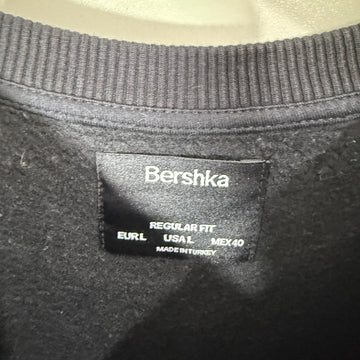 Bershka
REGULAR FIT
EUR L USA L MEX 40
MADE IN TURKEY